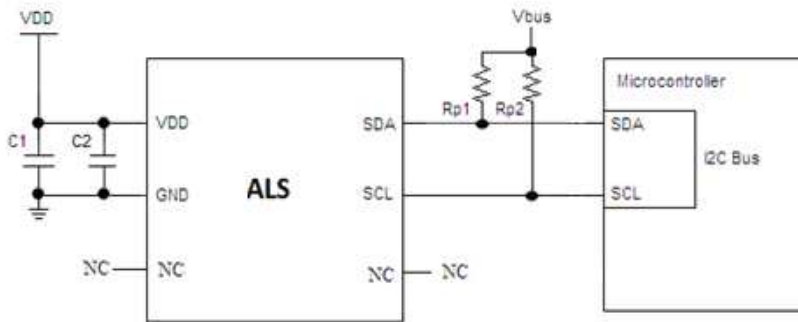 VDD
Vbus
Microcontroller
Rp1
Rp2
C1
C2
VDD
SDA
SDA
I2C Bus
GND
ALS
SCL
SCL
NC
NC
NC
NC